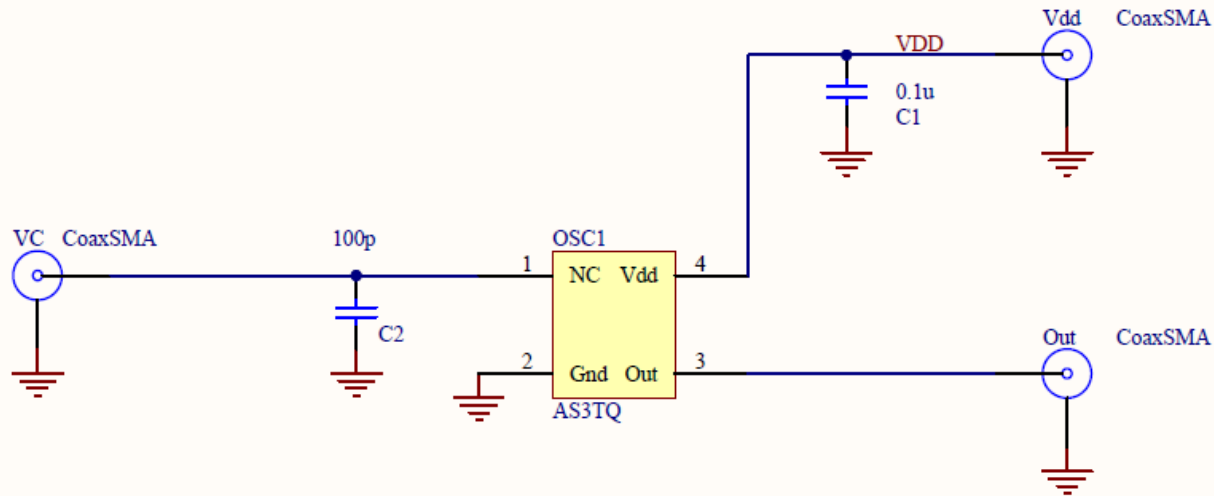 Vdd CoaxSMA
VDD
0.1u
C1
VC CoaxSMA
100p
OSC1
1 NC Vdd 4
C2
2 Gnd Out 3
AS3TQ
Out CoaxSMA